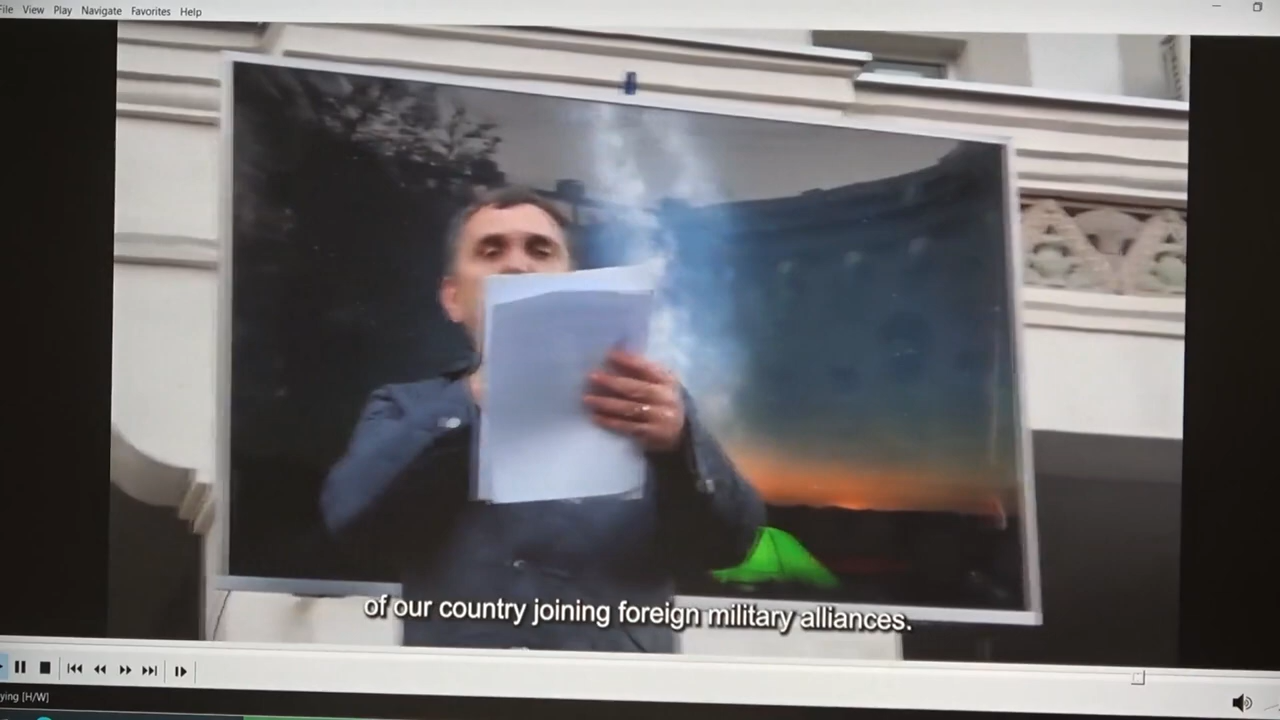 File View Play Navigate Favorites Help
of our country joining foreign military alliances.
ying [H/W]